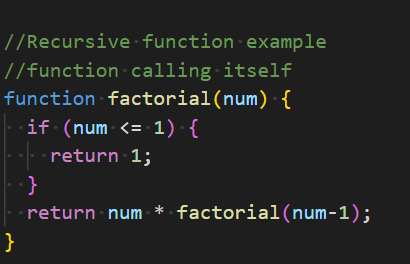 //Recursive function example
//function calling itself
function factorial(num) {
  if (num <= 1) {
    return 1;
  }
  return num * factorial(num-1);
}